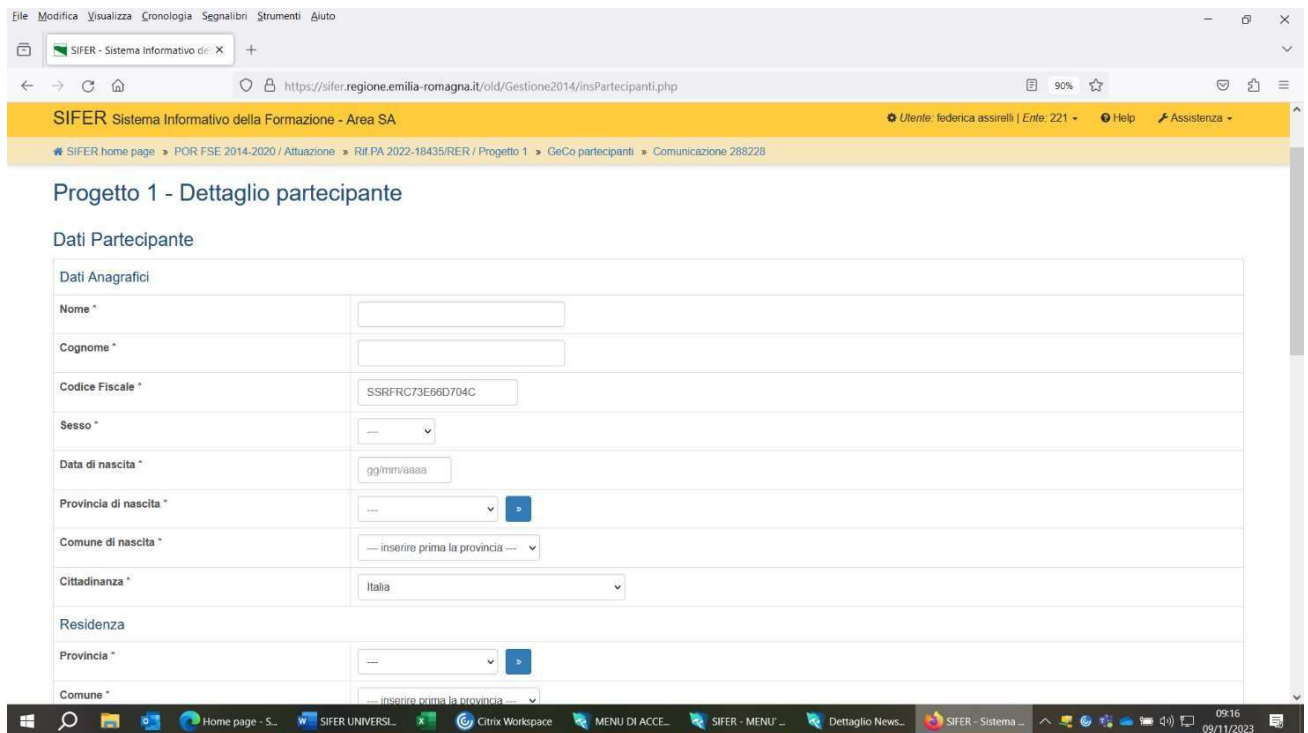 File Modifica Visualizza Cronologia Segnalibri Strumenti Aiuto
SIFER - Sistema Informativo de
https://sifer.regione.emilia-romagna.it/old/Gestione2014/insPartecipanti.php 90%
SIFER Sistema Informativo della Formazione - Area SA Utente: federica assirelli | Ente: 221 Help Assistenza
SIFER home page » POR FSE 2014-2020 / Attuazione » Rif.PA 2022-18435/RER / Progetto 1 » GeCo partecipanti » Comunicazione 288228
Progetto 1 - Dettaglio partecipante
Dati Partecipante
Dati Anagrafici
Nome *
Cognome *
Codice Fiscale * SSRFRC73E66D704C
Sesso * ---
Data di nascita * gg/mm/aaaa
Provincia di nascita * --- »
Comune di nascita * --- inserire prima la provincia ---
Cittadinanza * Italia
Residenza
Provincia * --- »
Comune * --- inserire prima la provincia ---
Home page - S... SIFER UNIVERSI... Citrix Workspace MENU DI ACCE... SIFER - MENU' ... Dettaglio News... SIFER - Sistema ... 09:16
09/11/2023